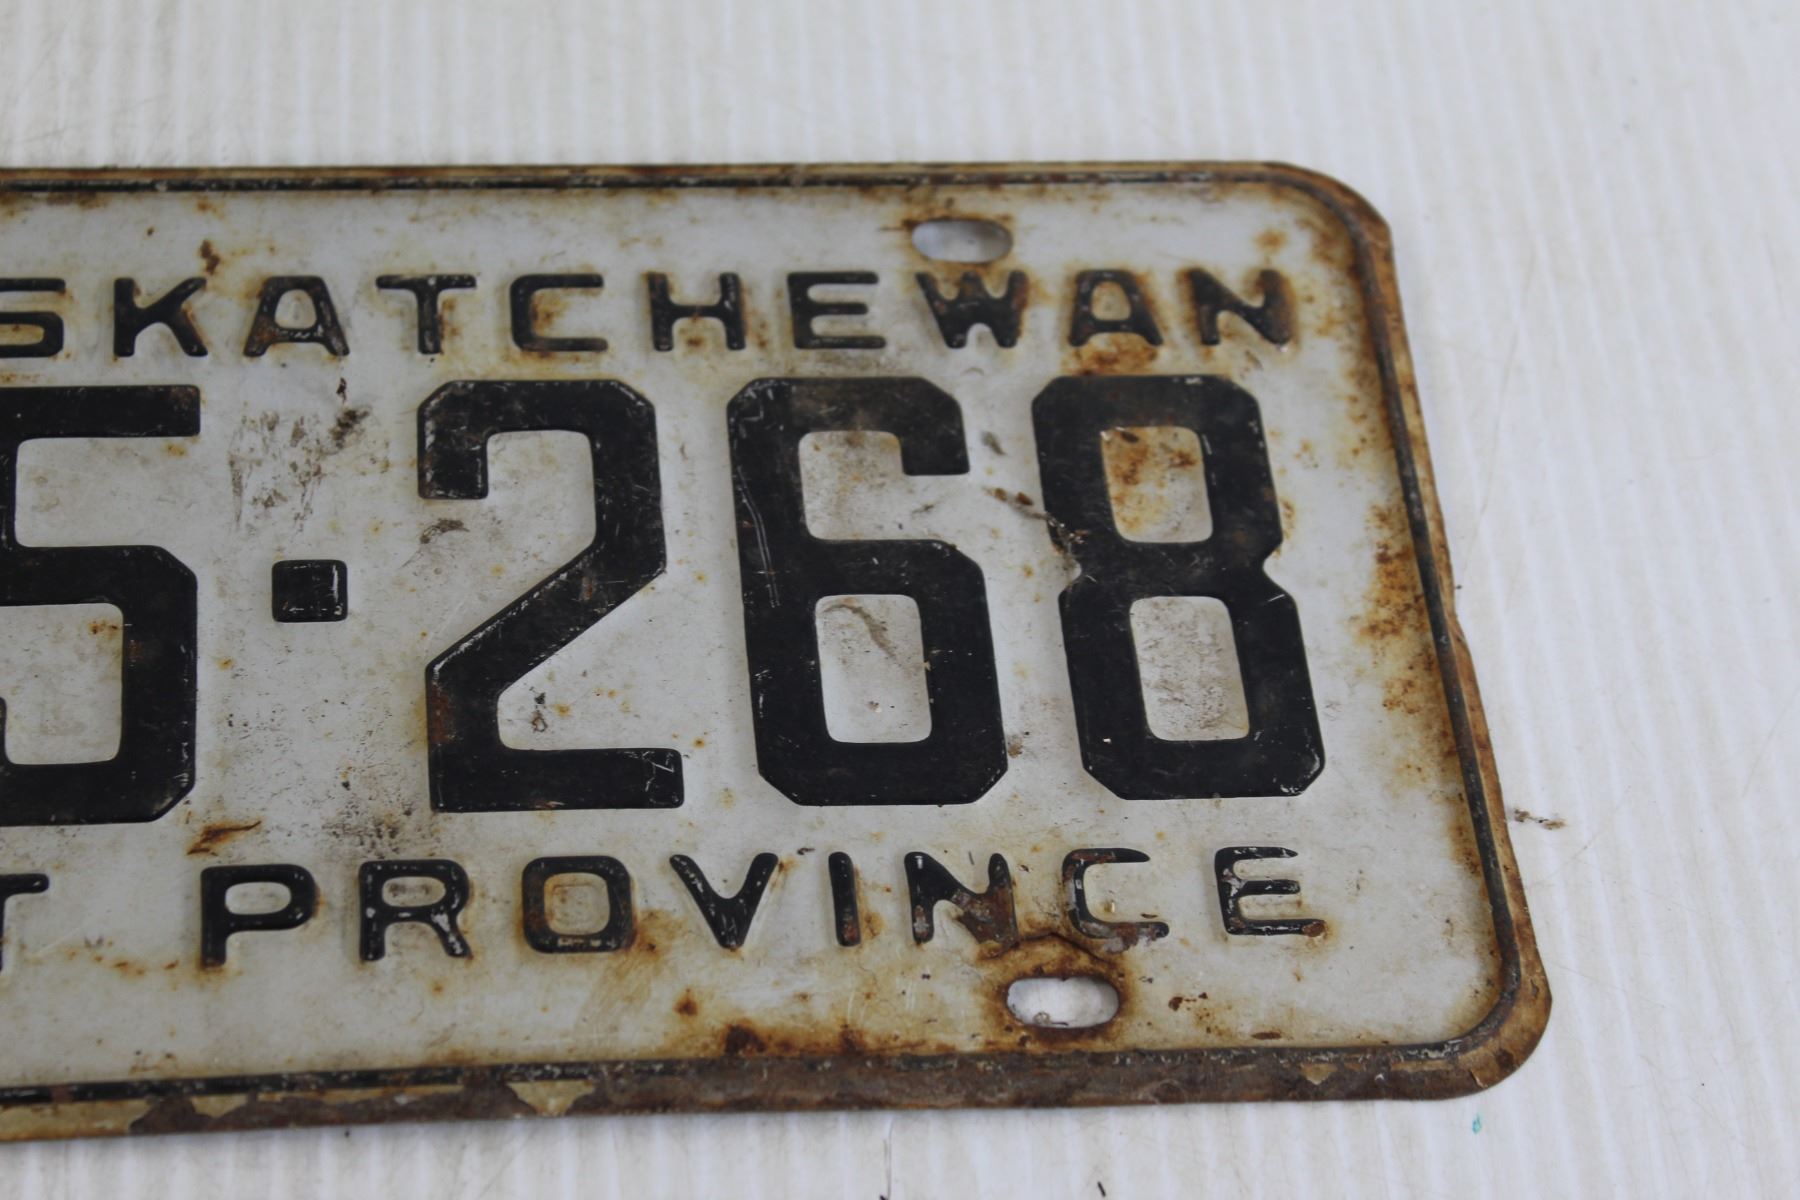 SKATCHEWAN
5·268
T PROVINCE